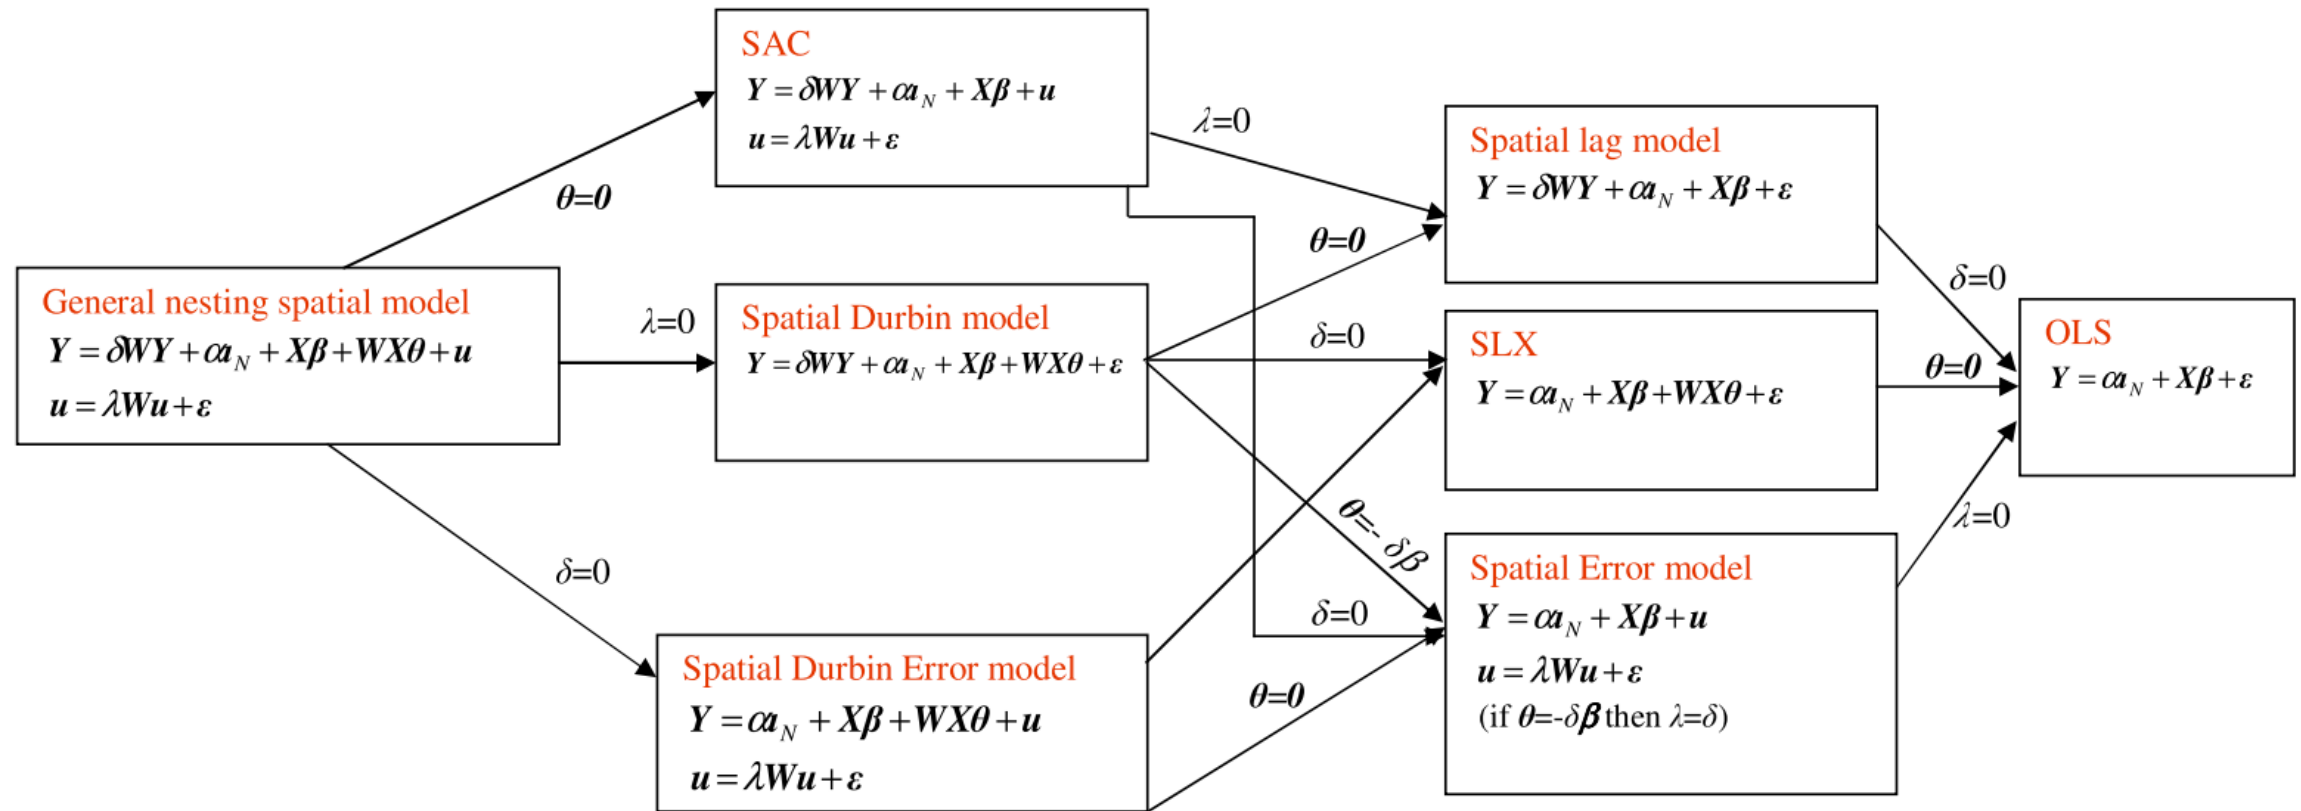 SAC
Y = δWY + αι_N + Xβ + u
u = λWu + ε
λ=0
Spatial lag model
Y = δWY + αι_N + Xβ + ε
θ=0
θ=0
δ=0
General nesting spatial model
Y = δWY + αι_N + Xβ + WXθ + u
u = λWu + ε
λ=0
Spatial Durbin model
Y = δWY + αι_N + Xβ + WXθ + ε
δ=0
SLX
Y = αι_N + Xβ + WXθ + ε
θ=0
OLS
Y = αι_N + Xβ + ε
θ=- δβ
λ=0
δ=0
Spatial Durbin Error model
Y = αι_N + Xβ + WXθ + u
u = λWu + ε
δ=0
θ=0
Spatial Error model
Y = αι_N + Xβ + u
u = λWu + ε
(if θ=-δβ then λ=δ)